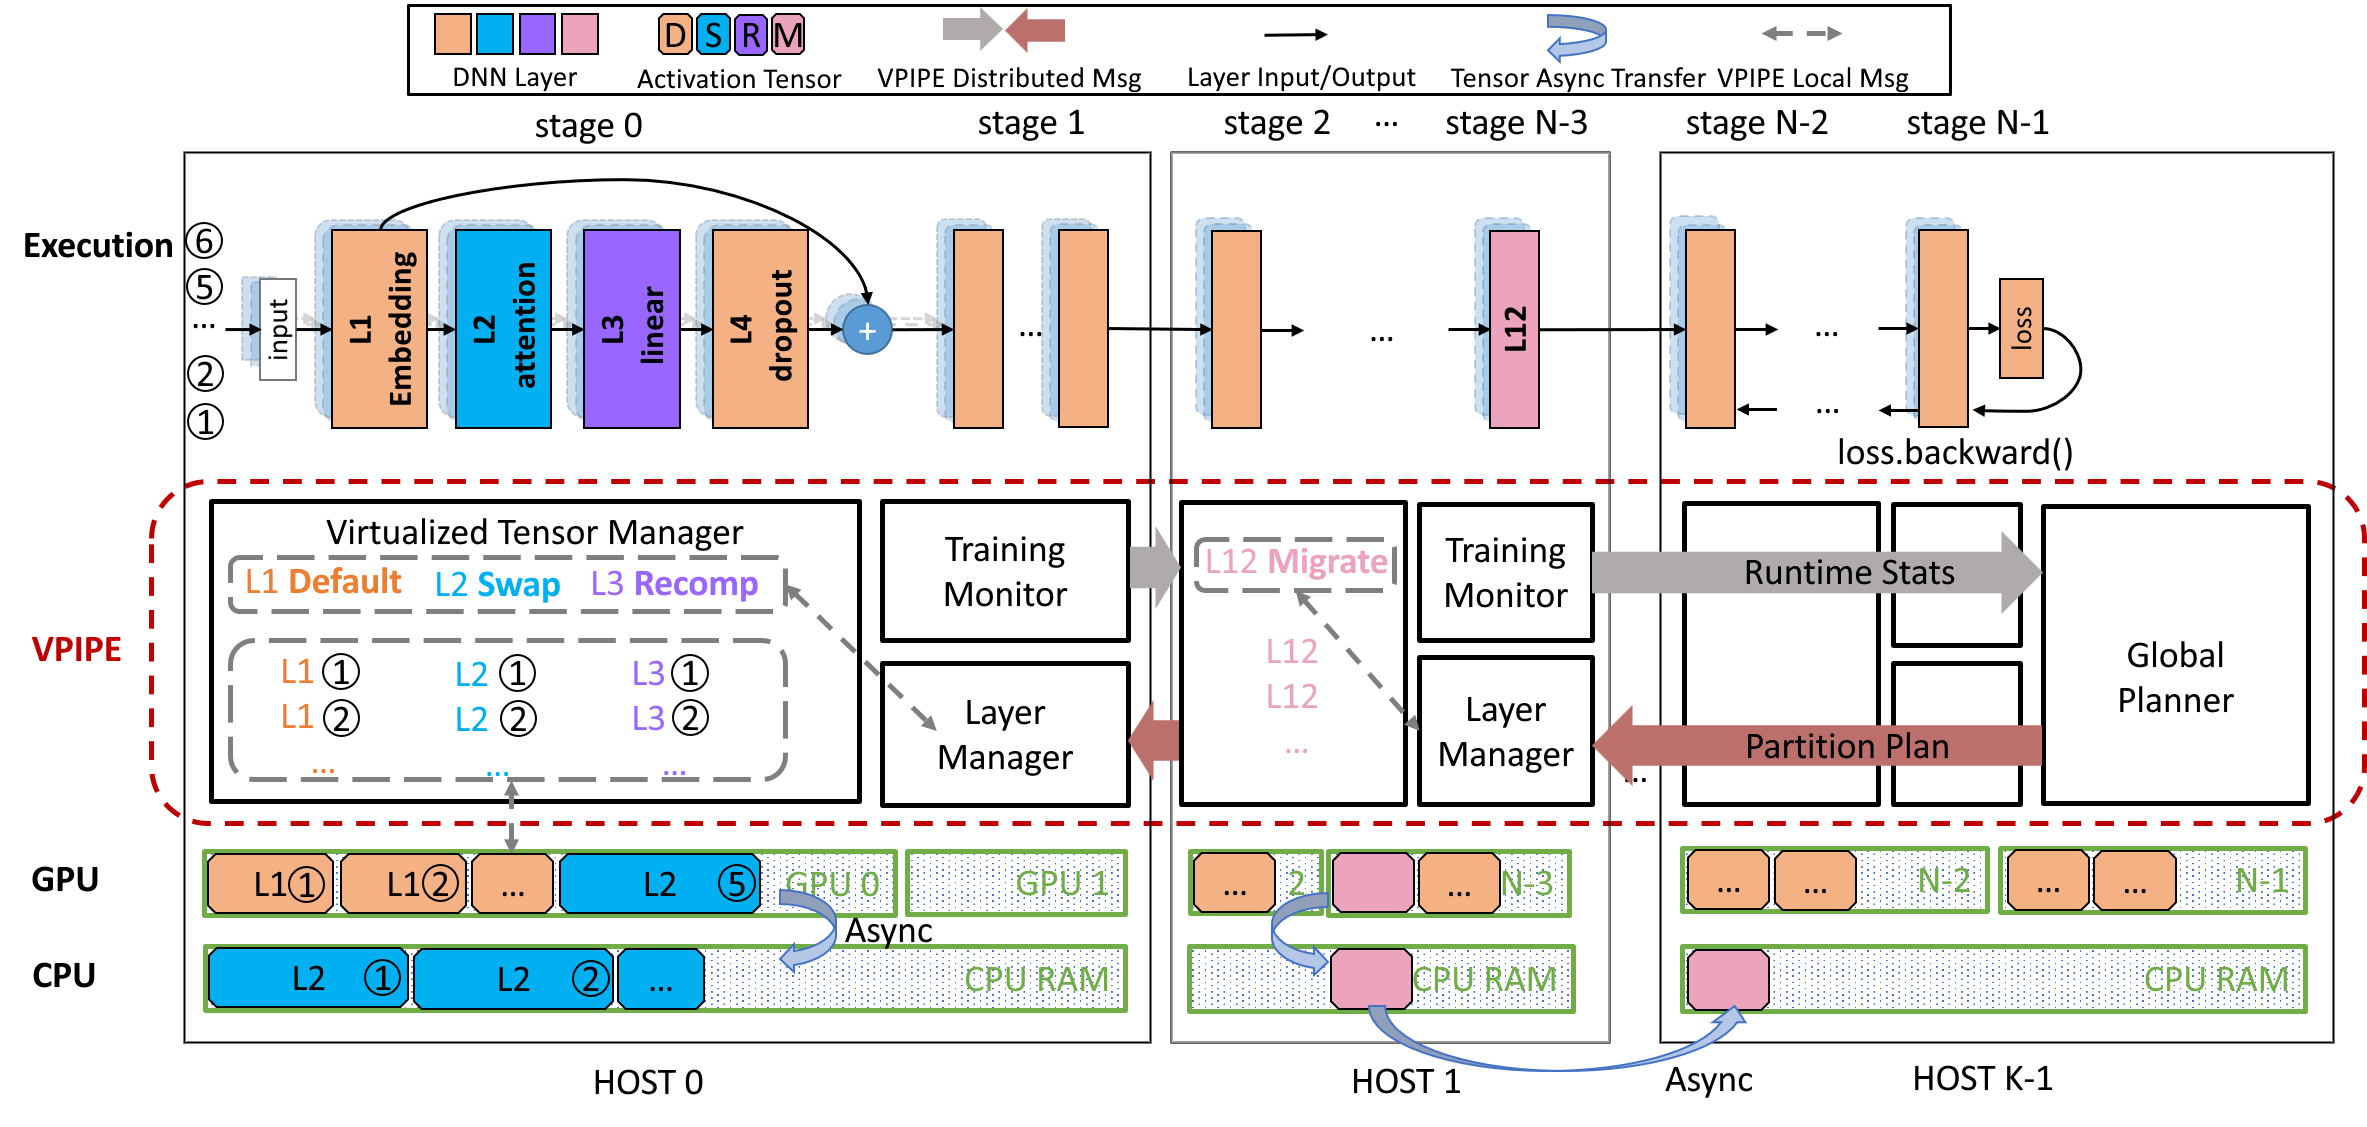 D S R M
DNN Layer
Activation Tensor
VPIPE Distributed Msg
Layer Input/Output
Tensor Async Transfer
VPIPE Local Msg
stage 0
stage 1
stage 2
...
stage N-3
stage N-2
stage N-1
Execution
⑥
⑤
...
②
①
input
L1
Embedding
L2
attention
L3
linear
L4
dropout
+
...
...
L12
...
loss
...
loss.backward()
VPIPE
Virtualized Tensor Manager
L1 Default
L2 Swap
L3 Recomp
L1 ①
L2 ①
L3 ①
L1 ②
L2 ②
L3 ②
...
...
...
Training
Monitor
Layer
Manager
L12 Migrate
L12
L12
...
Training
Monitor
Layer
Manager
Runtime Stats
Partition Plan
...
Global
Planner
GPU
L1①
L1②
...
L2 ⑤
GPU 0
GPU 1
...
2
...
N-3
...
...
N-2
...
...
N-1
Async
CPU
L2 ①
L2 ②
...
CPU RAM
CPU RAM
CPU RAM
HOST 0
HOST 1
Async
HOST K-1